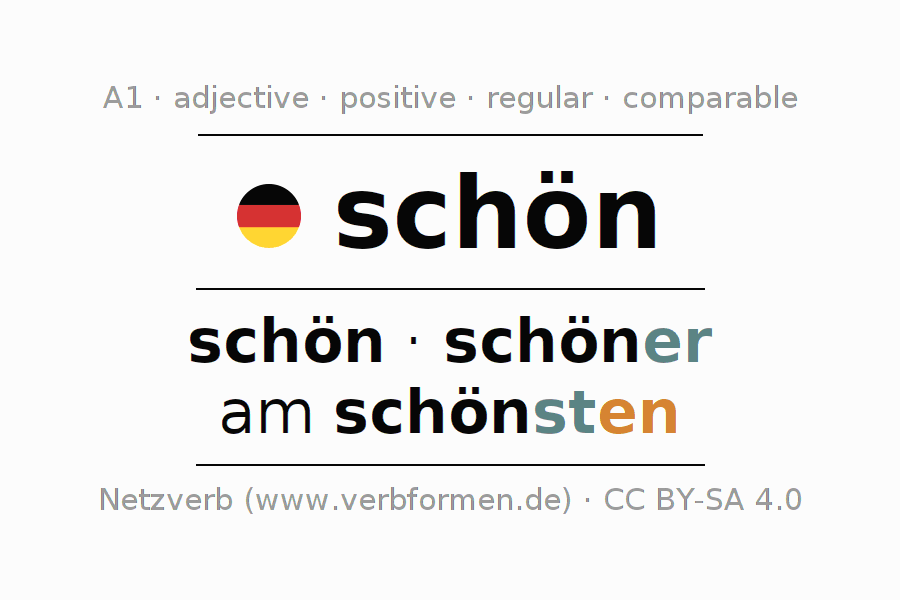 A1 · adjective · positive · regular · comparable
schön
schön · schöner
am schönsten
Netzverb (www.verbformen.de) · CC BY-SA 4.0